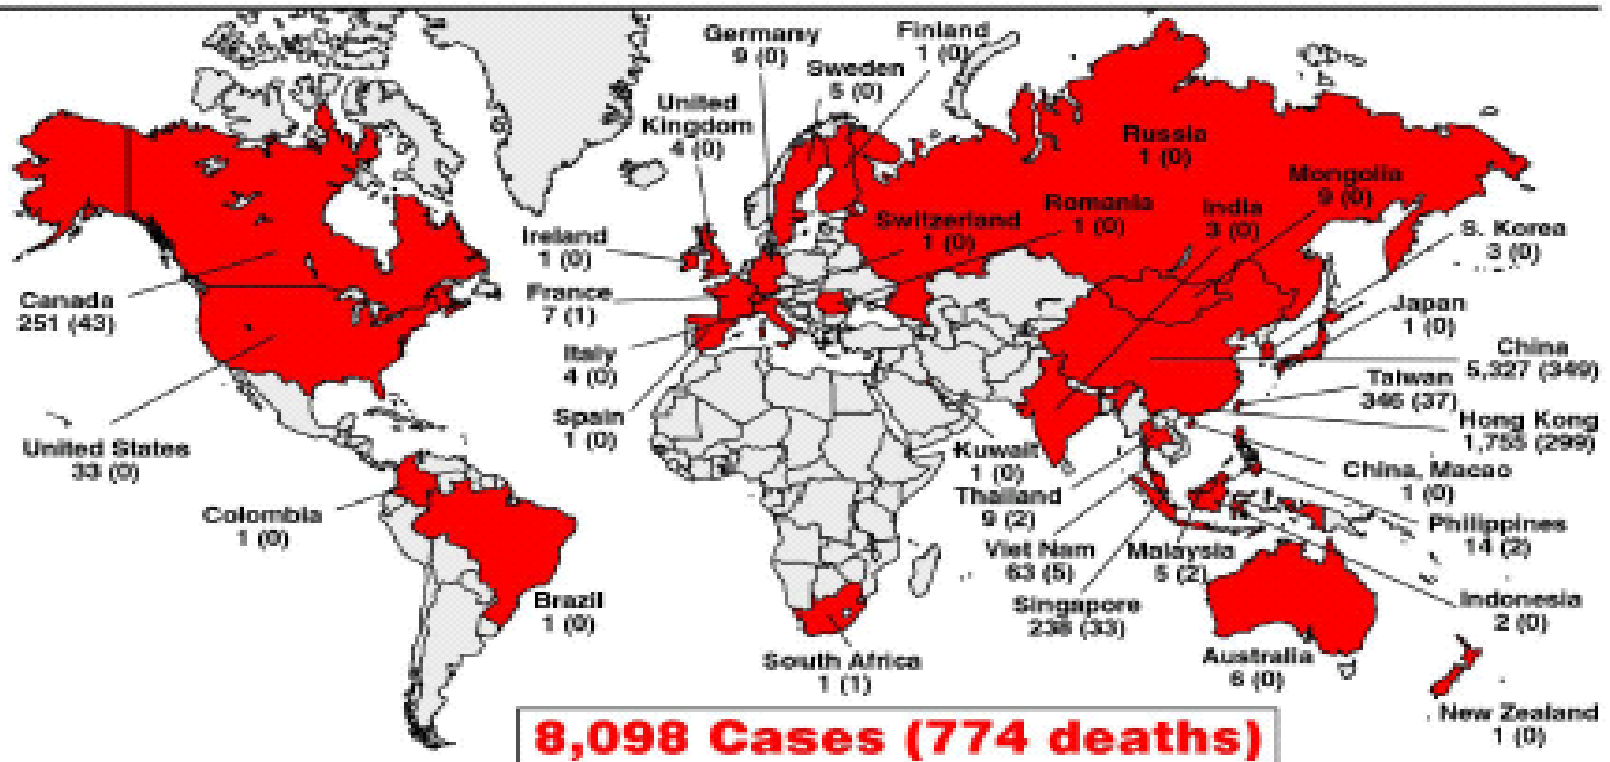 Germany
9 (0)
Finland
1 (0)
Sweden
5 (0)
United
Kingdom
4 (0)
Russia
1 (0)
Mongolia
9 (0)
Romania
1 (0)
India
3 (0)
Switzerland
1 (0)
S. Korea
3 (0)
Ireland
1 (0)
France
7 (1)
Canada
251 (43)
Japan
1 (0)
Italy
4 (0)
China
5,327 (349)
Taiwan
346 (37)
Spain
1 (0)
Hong Kong
1,755 (299)
United States
33 (0)
Kuwait
1 (0)
China, Macao
1 (0)
Thailand
9 (2)
Colombia
1 (0)
Philippines
14 (2)
Viet Nam
63 (5)
Malaysia
5 (2)
Brazil
1 (0)
Singapore
238 (33)
Indonesia
2 (0)
South Africa
1 (1)
Australia
6 (0)
New Zealand
1 (0)
8,098 Cases (774 deaths)